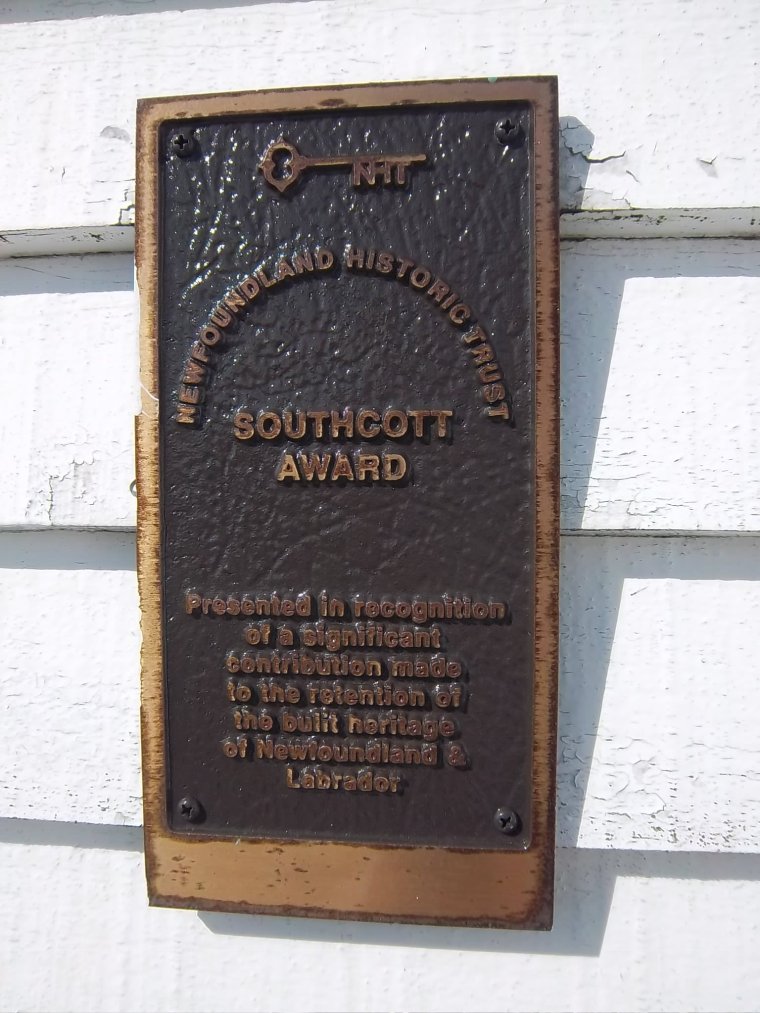 NHT
NEWFOUNDLAND HISTORIC TRUST
SOUTHCOTT
AWARD
Presented in recognition
of a significant
contribution made
to the retention of
the built heritage
of Newfoundland &
Labrador